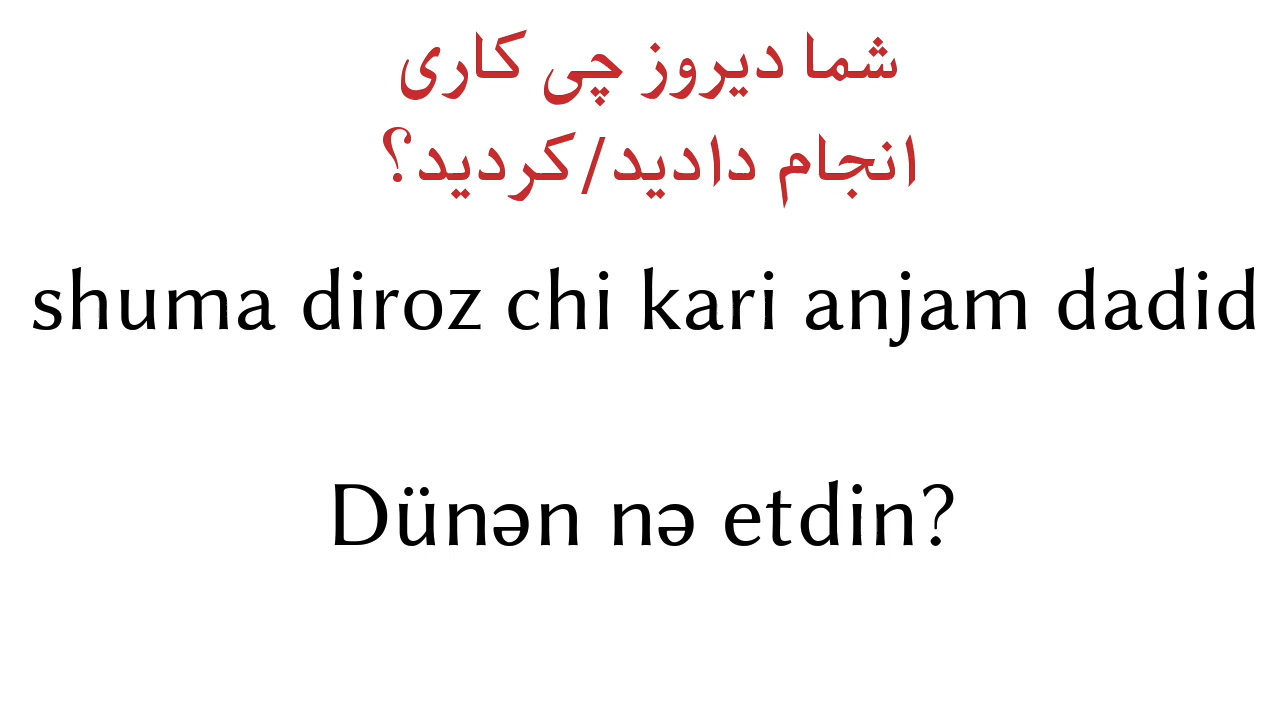 شما دیروز چی کاری
انجام دادید/کردید؟
shuma diroz chi kari anjam dadid
Dünən nə etdin?